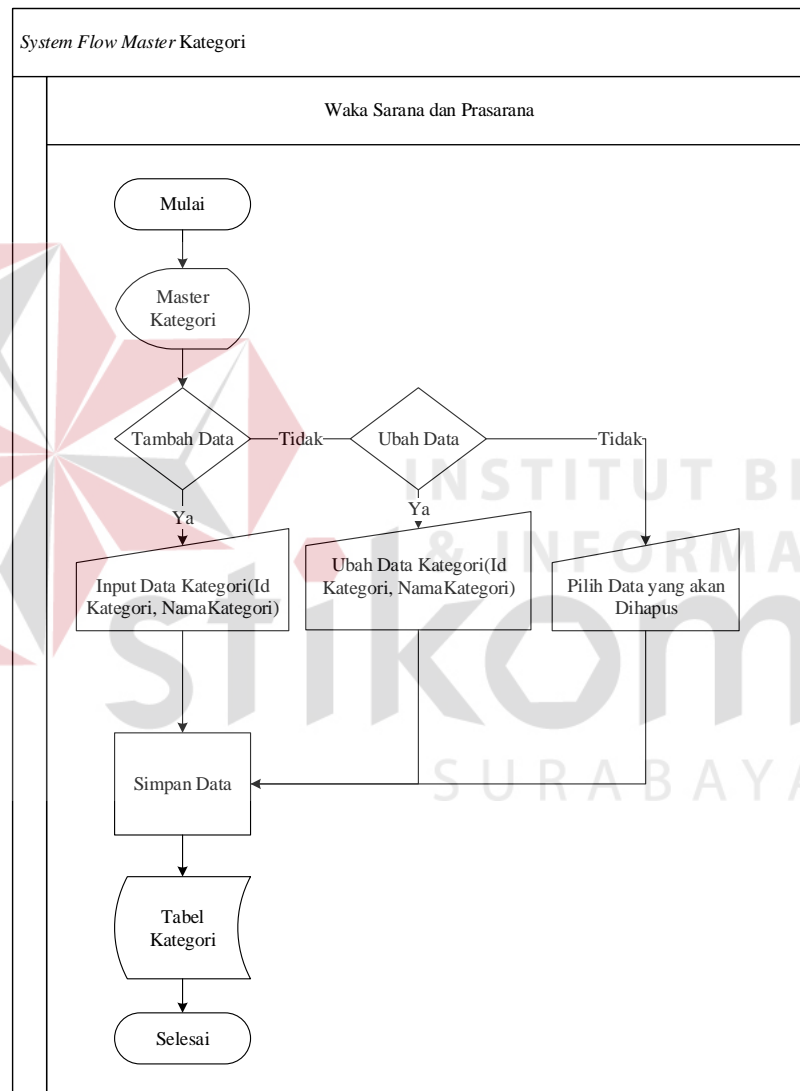 System Flow Master Kategori
Waka Sarana dan Prasarana
Mulai
Master
Kategori
Tambah Data
Tidak
Ubah Data
Tidak
Ya
Ya
Input Data Kategori(Id
Kategori, NamaKategori)
Ubah Data Kategori(Id
Kategori, NamaKategori)
Pilih Data yang akan
Dihapus
Simpan Data
Tabel
Kategori
Selesai
INSTITUT BI
& INFORMA
stikom
SURABAYA